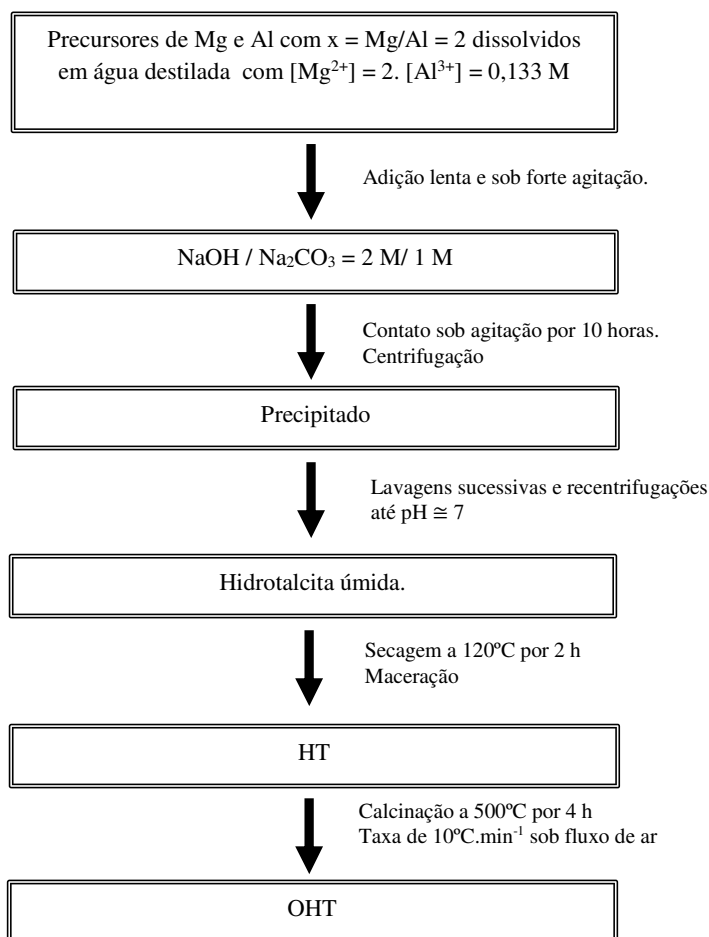 Precursores de Mg e Al com x = Mg/Al = 2 dissolvidos
em água destilada com [Mg²⁺] = 2. [Al³⁺] = 0,133 M
Adição lenta e sob forte agitação.
NaOH / Na₂CO₃ = 2 M/ 1 M
Contato sob agitação por 10 horas.
Centrifugação
Precipitado
Lavagens sucessivas e recentrifugações
até pH ≅ 7
Hidrotalcita úmida.
Secagem a 120ºC por 2 h
Maceração
HT
Calcinação a 500ºC por 4 h
Taxa de 10ºC.min⁻¹ sob fluxo de ar
OHT